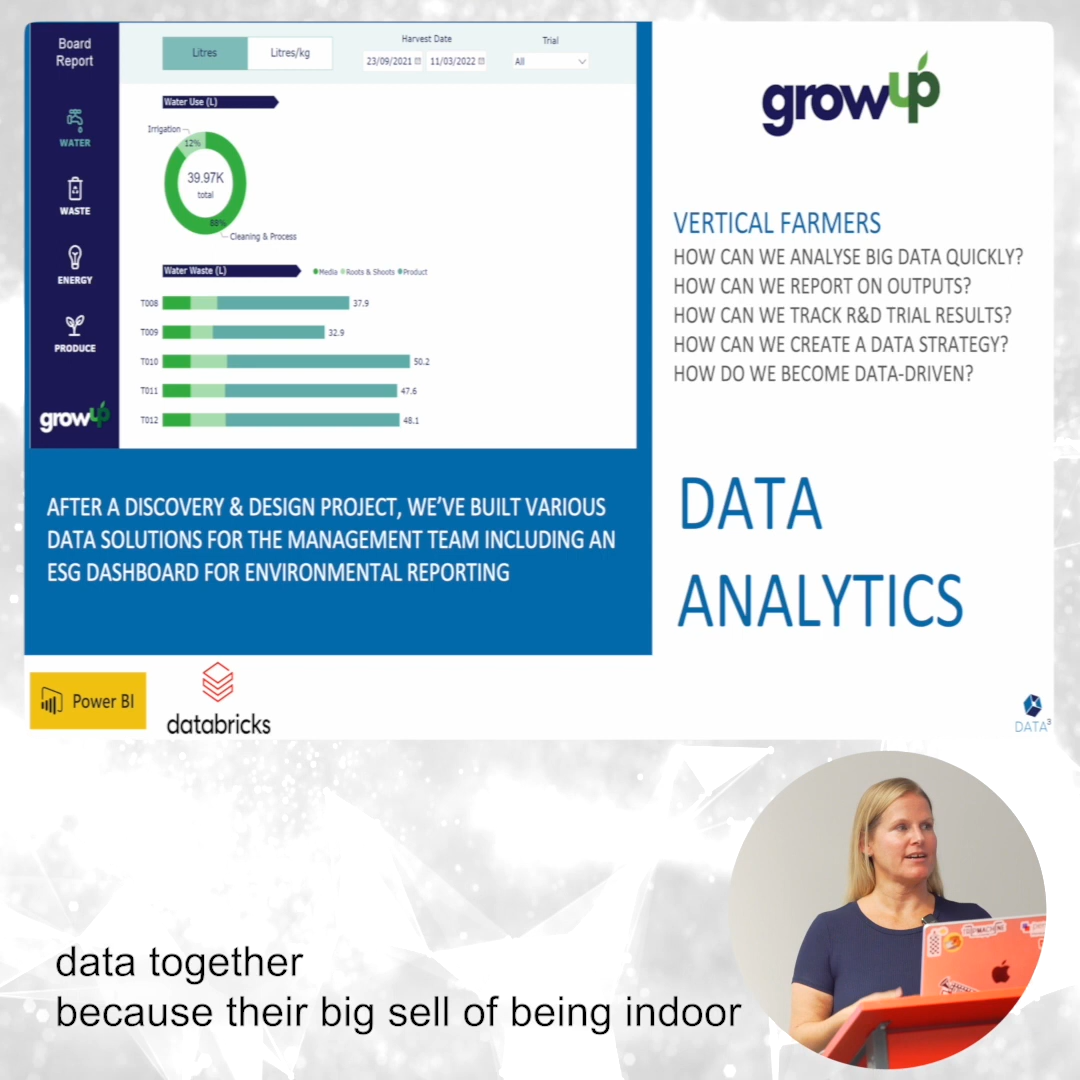 Board
Report
WATER
WASTE
ENERGY
PRODUCE
growup
Litres
Litres/kg
Harvest Date
23/09/2021
11/03/2022
Trial
All
Water Use (L)
Irrigation
12%
39.97K
total
88%
Cleaning & Process
Water Waste (L)
Media Roots & Shoots Product
T008 37.9
T009 32.9
T010 50.2
T011 47.6
T012 48.1
AFTER A DISCOVERY & DESIGN PROJECT, WE'VE BUILT VARIOUS
DATA SOLUTIONS FOR THE MANAGEMENT TEAM INCLUDING AN
ESG DASHBOARD FOR ENVIRONMENTAL REPORTING
growup
VERTICAL FARMERS
HOW CAN WE ANALYSE BIG DATA QUICKLY?
HOW CAN WE REPORT ON OUTPUTS?
HOW CAN WE TRACK R&D TRIAL RESULTS?
HOW CAN WE CREATE A DATA STRATEGY?
HOW DO WE BECOME DATA-DRIVEN?
DATA
ANALYTICS
Power BI
databricks
DATA³
data together
because their big sell of being indoor